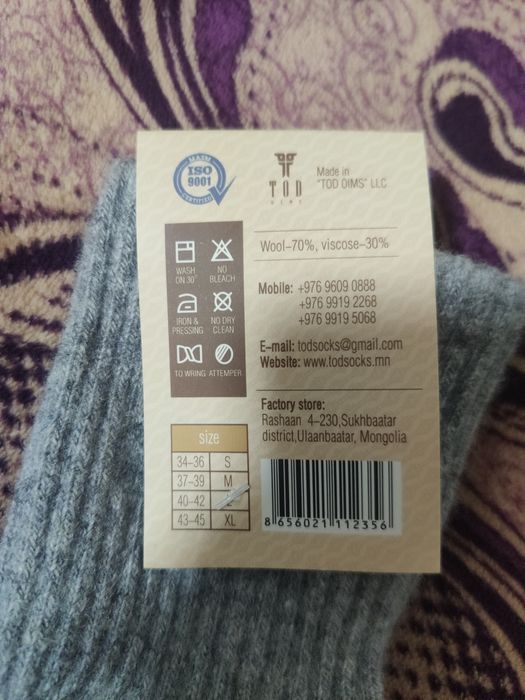 MAIM
ISO
9001
CERTIFIED
TOD
OIMS
Made in
"TOD OIMS" LLC
WASH
ON 30°
NO
BLEACH
IRON &
PRESSING
NO DRY
CLEAN
TO WRING
ATTEMPER
Wool–70%, viscose–30%
Mobile: +976 9609 0888
+976 9919 2268
+976 9919 5068
E-mail: todsocks@gmail.com
Website: www.todsocks.mn
Factory store:
Rashaan 4–230,Sukhbaatar
district,Ulaanbaatar, Mongolia
size
34–36 S
37–39 M
40–42 L
43–45 XL
8 656021 112356